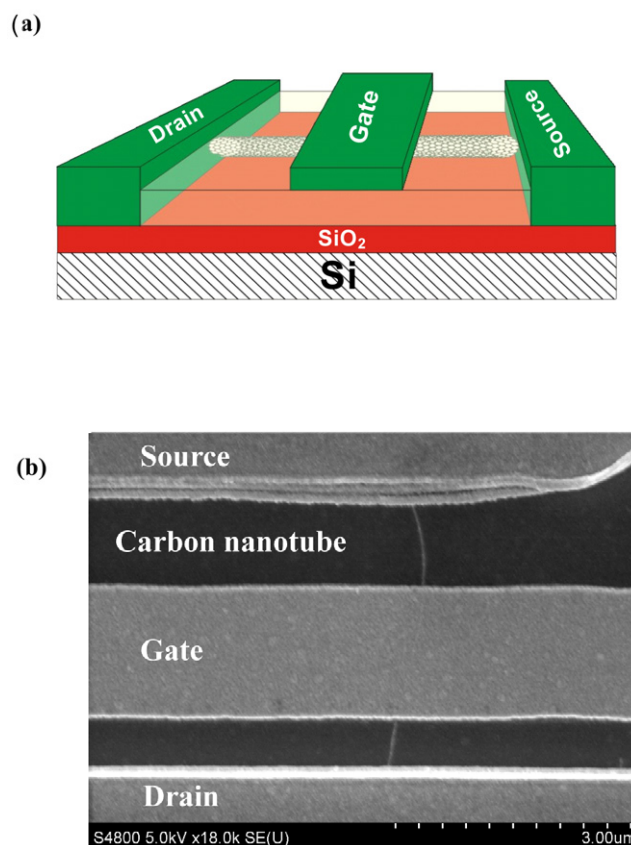 (a)
Drain
Gate
Source
SiO₂
Si
(b)
Source
Carbon nanotube
Gate
Drain
S4800 5.0kV x18.0k SE(U)
3.00um